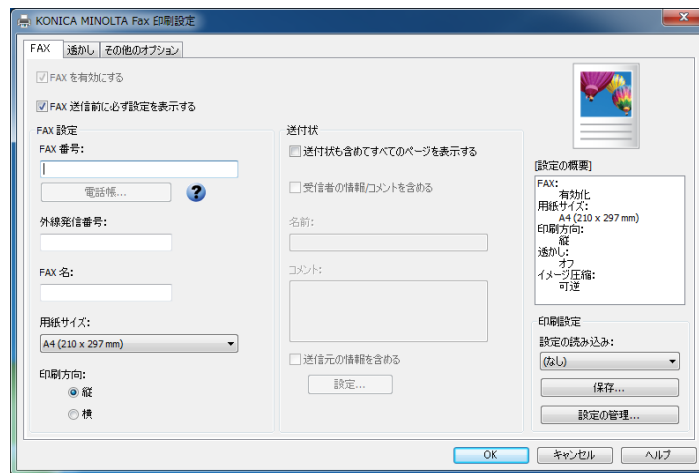 KONICA MINOLTA Fax 印刷設定
FAX
透かし
その他のオプション
FAX を有効にする
FAX 送信前に必ず設定を表示する
FAX 設定
FAX 番号:
電話帳...
?
外線発信番号:
FAX 名:
用紙サイズ:
A4 (210 x 297 mm)
印刷方向:
縦
横
送付状
送付状も含めてすべてのページを表示する
受信者の情報/コメントを含める
名前:
コメント:
送信元の情報を含める
設定...
[設定の概要]
FAX:
有効化
用紙サイズ:
A4 (210 x 297 mm)
印刷方向:
縦
透かし:
オフ
イメージ圧縮:
可逆
印刷設定
設定の読み込み:
(なし)
保存...
設定の管理...
OK
キャンセル
ヘルプ